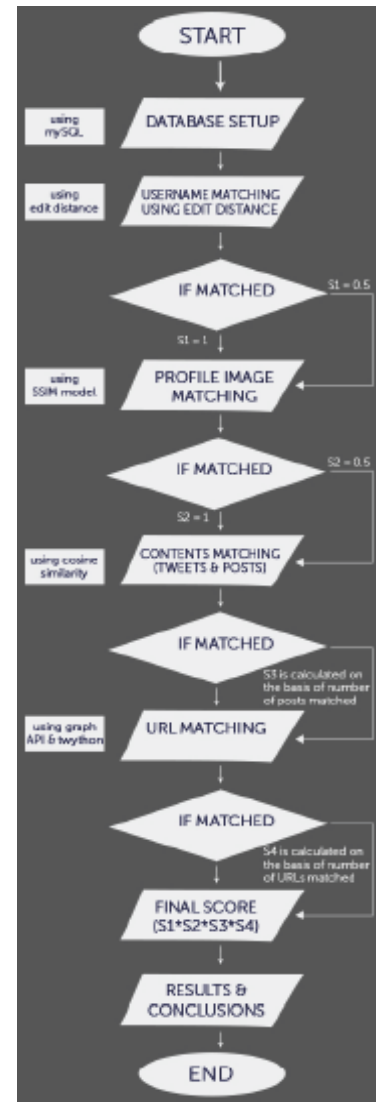 START
using
mySQL
DATABASE SETUP
using
edit distance
USERNAME MATCHING
USING EDIT DISTANCE
IF MATCHED
S1 = 0.5
S1 = 1
using
SSIM model
PROFILE IMAGE
MATCHING
IF MATCHED
S2 = 0.5
S2 = 1
using cosine
similarity
CONTENTS MATCHING
(TWEETS & POSTS)
IF MATCHED
S3 is calculated on
the basis of number
of posts matched
using graph
API & twython
URL MATCHING
IF MATCHED
S4 is calculated on
the basis of number
of URLs matched
FINAL SCORE
(S1*S2*S3*S4)
RESULTS &
CONCLUSIONS
END